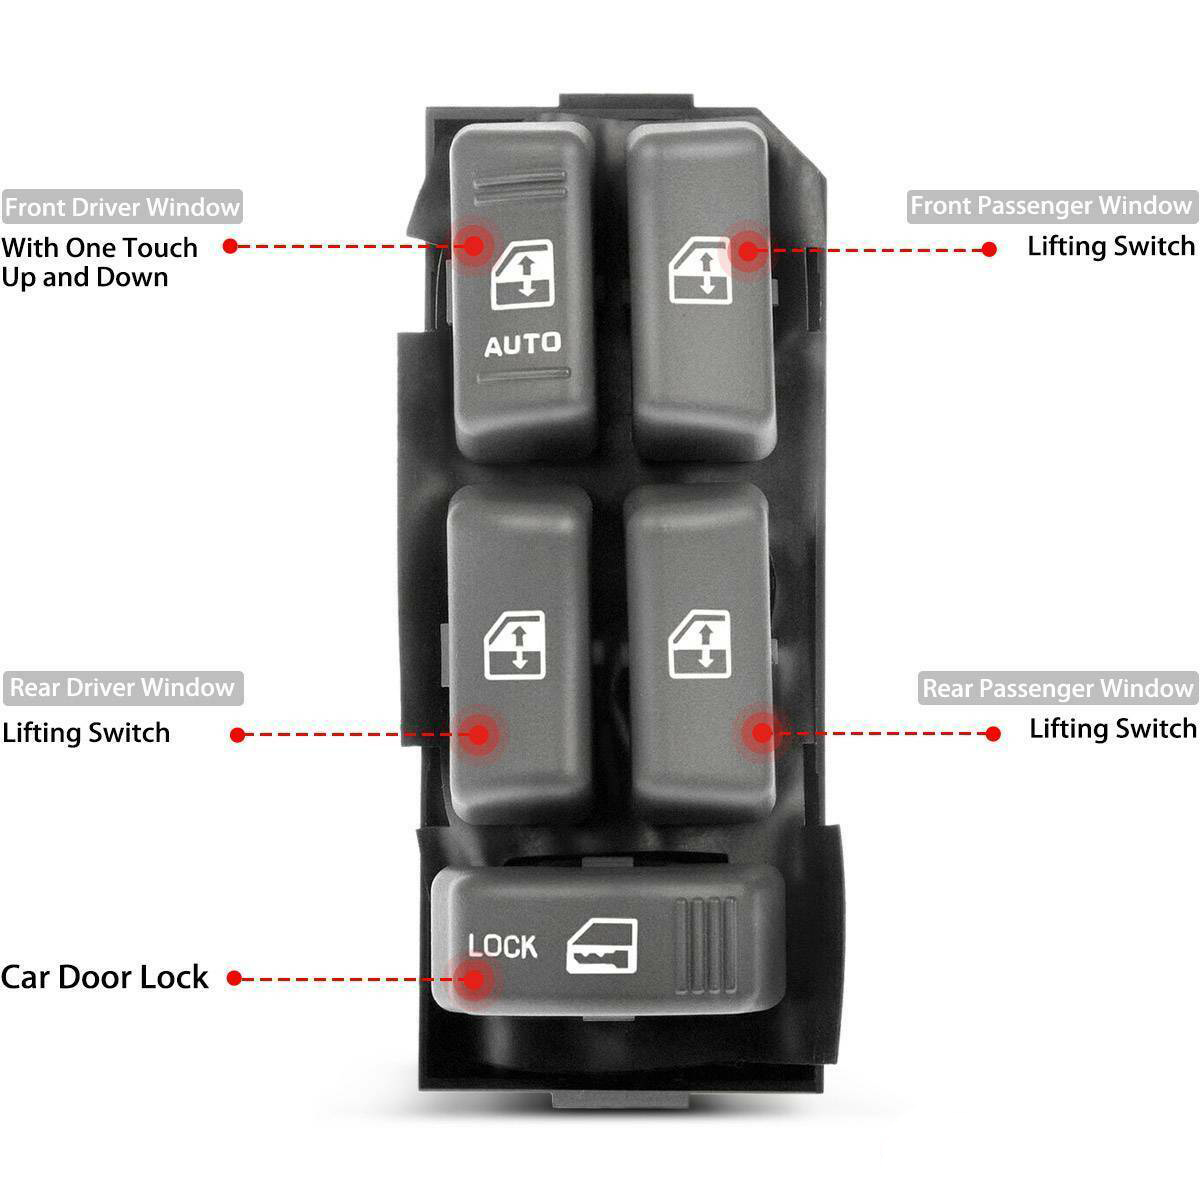 Front Driver Window
With One Touch
Up and Down
Front Passenger Window
Lifting Switch
AUTO
Rear Driver Window
Lifting Switch
Rear Passenger Window
Lifting Switch
LOCK
Car Door Lock